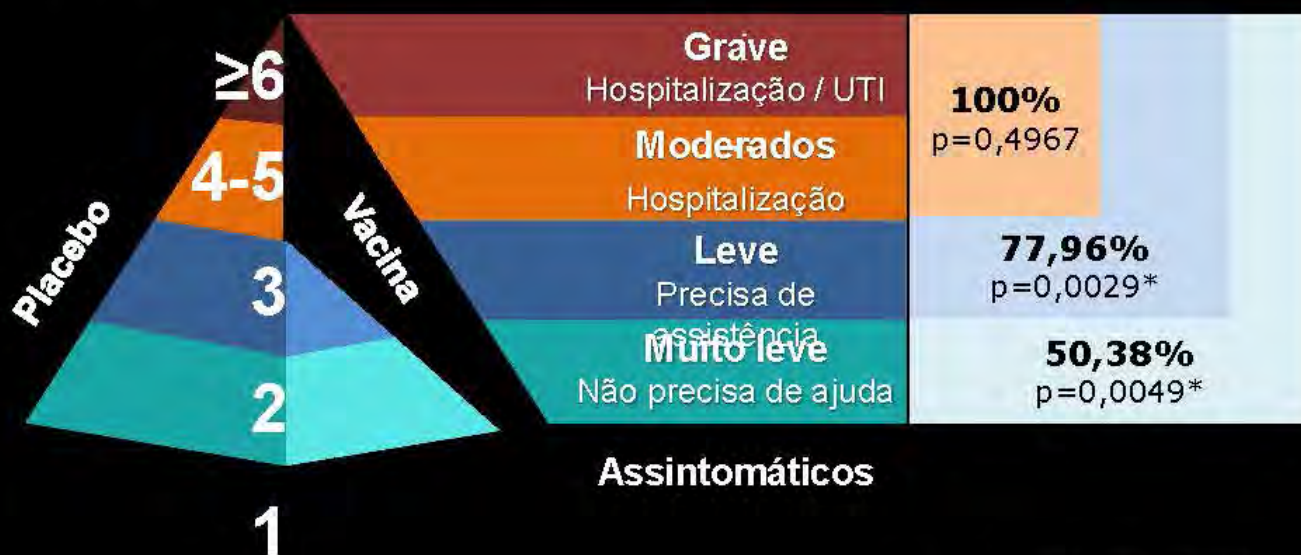 ≥6
4-5
3
2
1
Placebo
Vacina
Grave
Hospitalização / UTI
Moderados
Hospitalização
Leve
Precisa de
assistência
Muito leve
Não precisa de ajuda
Assintomáticos
100%
p=0,4967
77,96%
p=0,0029*
50,38%
p=0,0049*